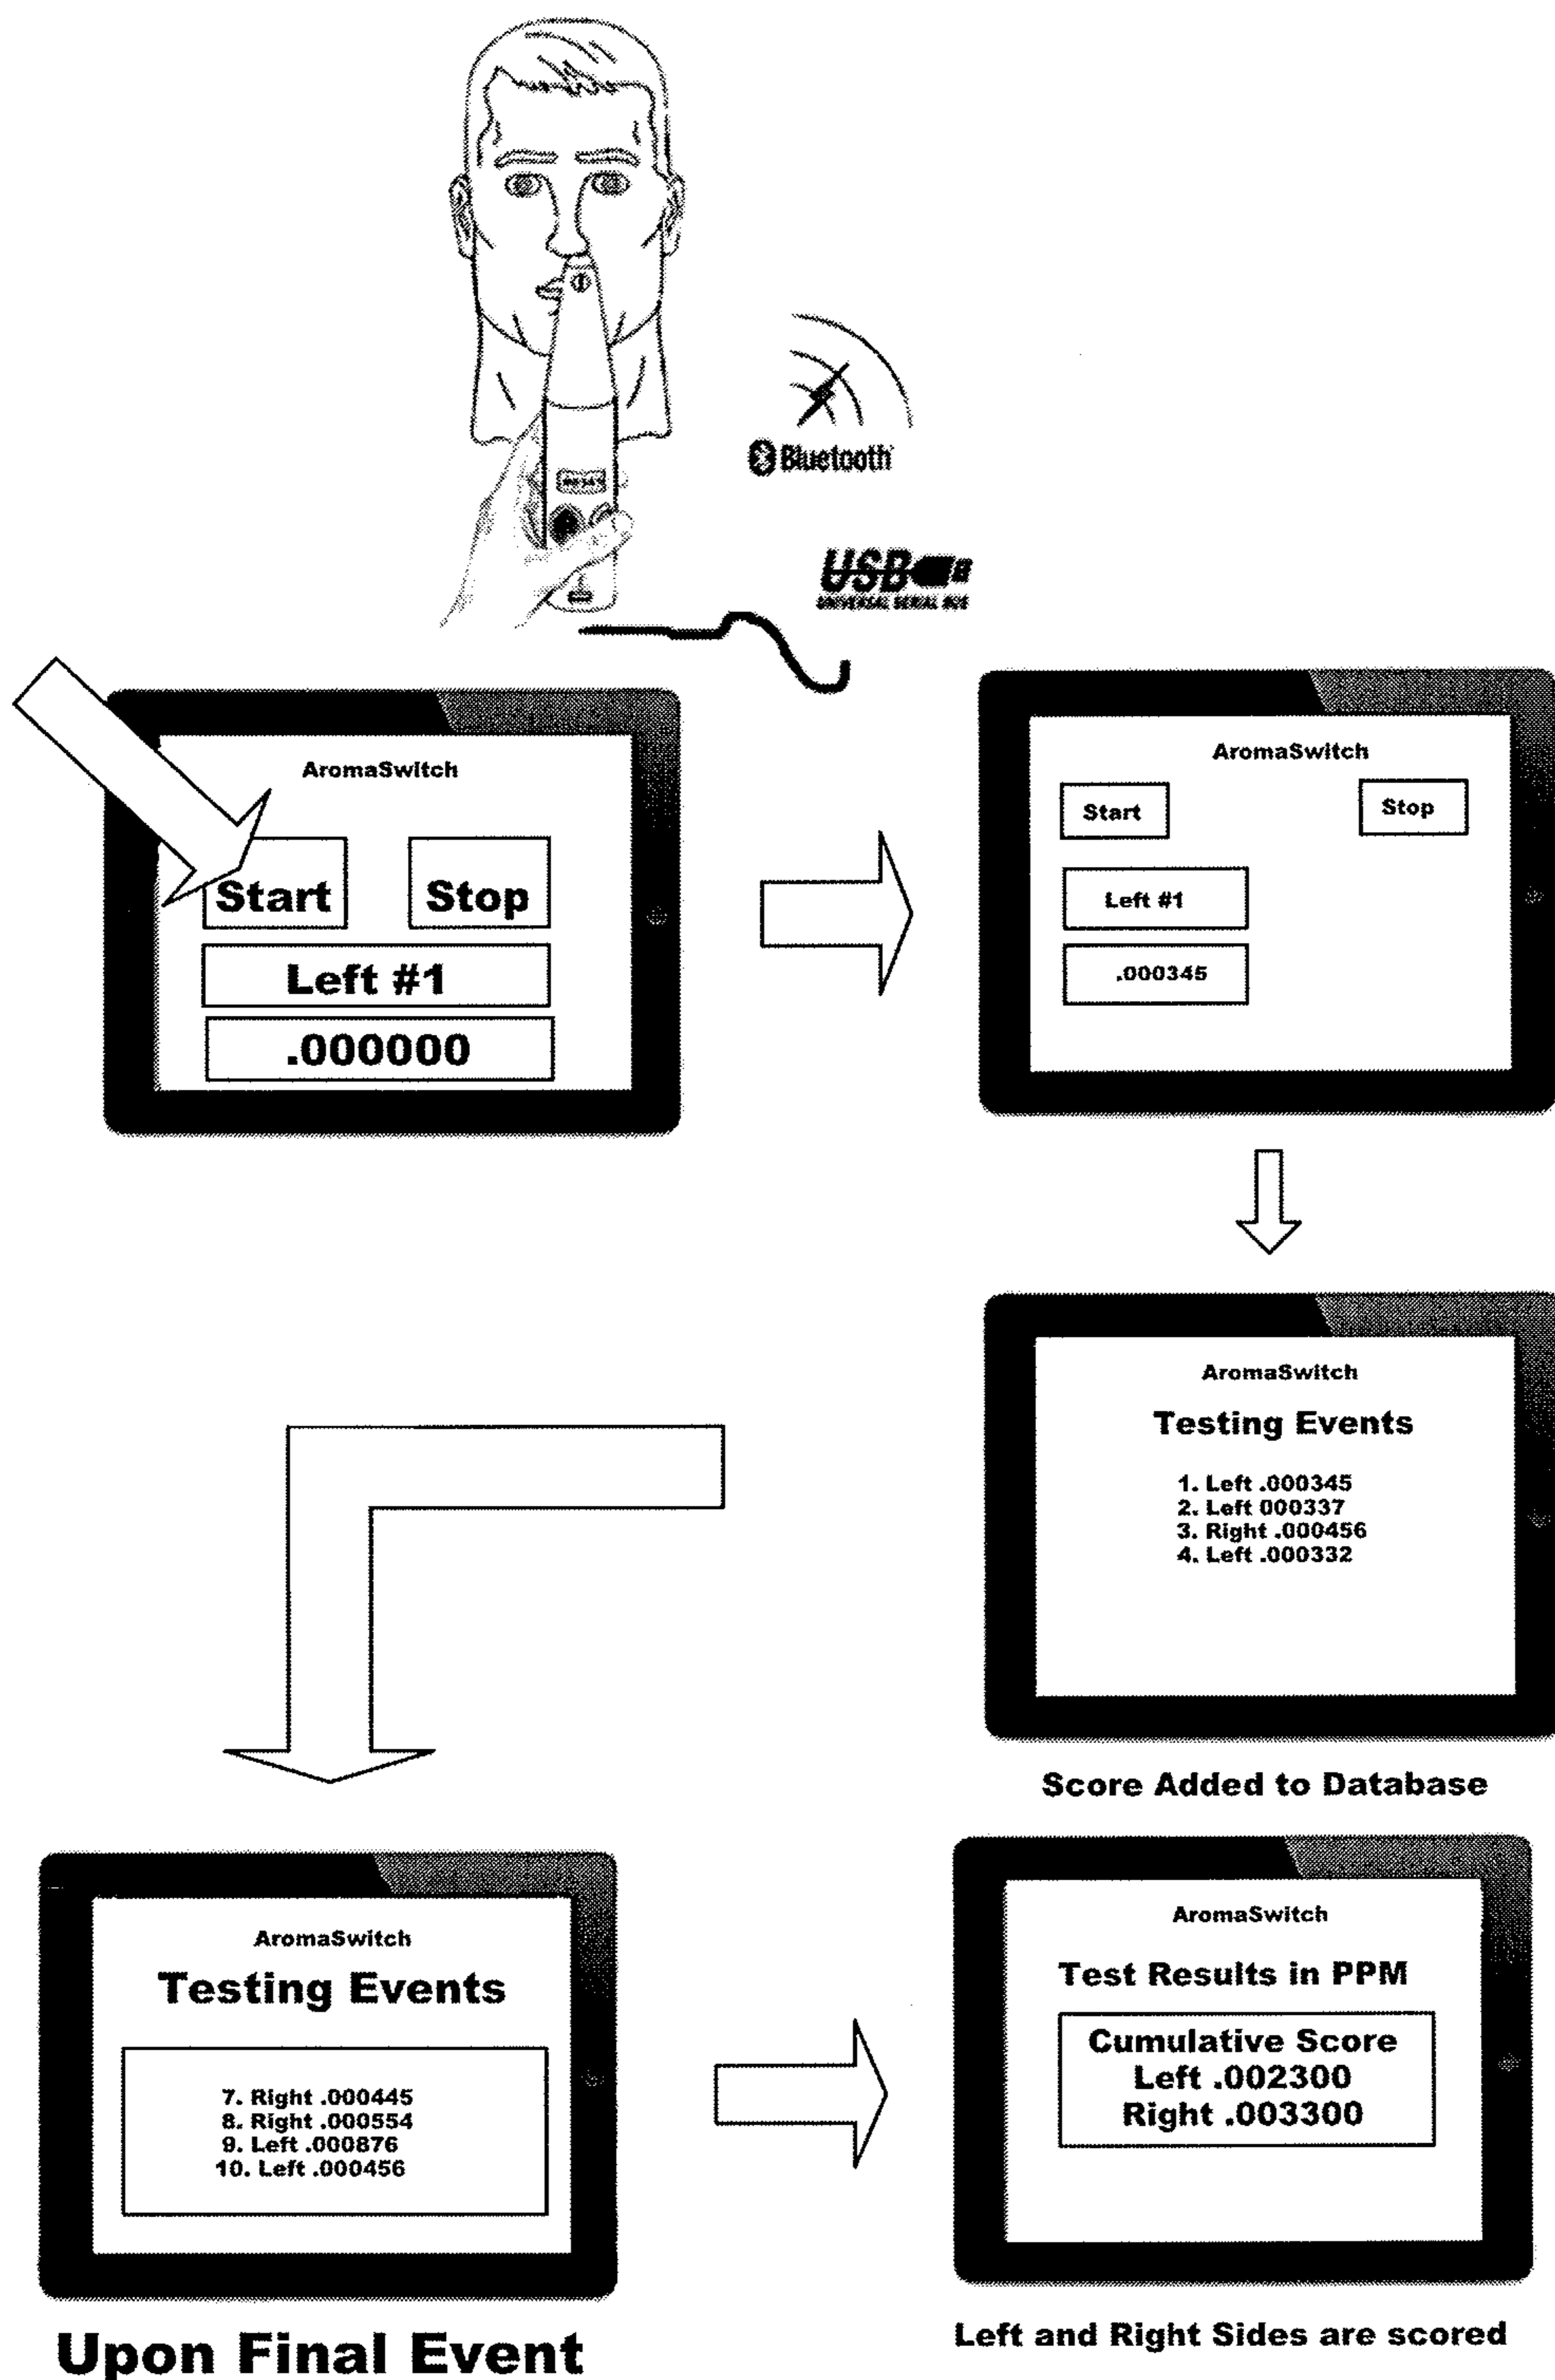 Bluetooth
USB
UNIVERSAL SERIAL BUS
AromaSwitch
Start
Stop
Left #1
.000000
AromaSwitch
Start
Stop
Left #1
.000345
AromaSwitch
Testing Events
1. Left .000345
2. Left 000337
3. Right .000456
4. Left .000332
Score Added to Database
AromaSwitch
Testing Events
7. Right .000445
8. Right .000554
9. Left .000876
10. Left .000456
Upon Final Event
AromaSwitch
Test Results in PPM
Cumulative Score
Left .002300
Right .003300
Left and Right Sides are scored